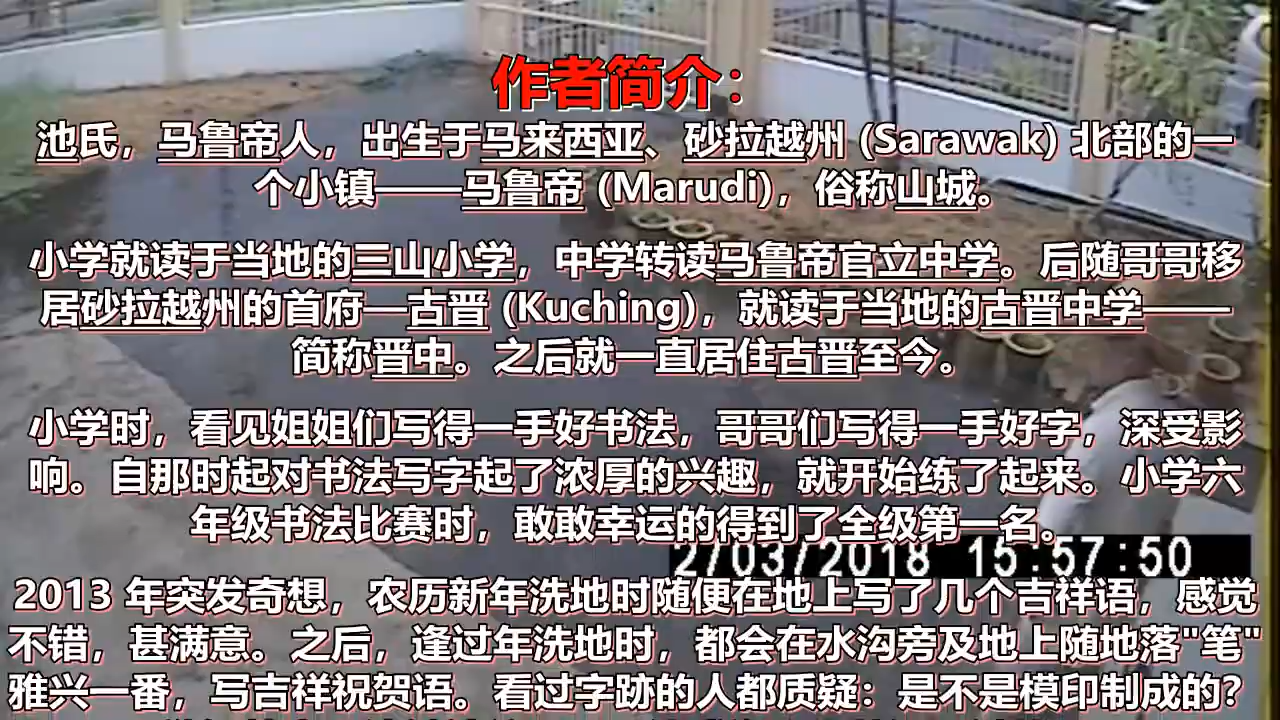 作者简介：
池氏，马鲁帝人，出生于马来西亚、砂拉越州 (Sarawak) 北部的一
个小镇——马鲁帝 (Marudi)，俗称山城。
小学就读于当地的三山小学，中学转读马鲁帝官立中学。后随哥哥移
居砂拉越州的首府—古晋 (Kuching)，就读于当地的古晋中学——
简称晋中。之后就一直居住古晋至今。
小学时，看见姐姐们写得一手好书法，哥哥们写得一手好字，深受影
响。自那时起对书法写字起了浓厚的兴趣，就开始练了起来。小学六
年级书法比赛时，敢敢幸运的得到了全级第一名。
2/03/2018 15:57:50
2013 年突发奇想，农历新年洗地时随便在地上写了几个吉祥语，感觉
不错，甚满意。之后，逢过年洗地时，都会在水沟旁及地上随地落"笔"
雅兴一番，写吉祥祝贺语。看过字跡的人都质疑：是不是模印制成的？